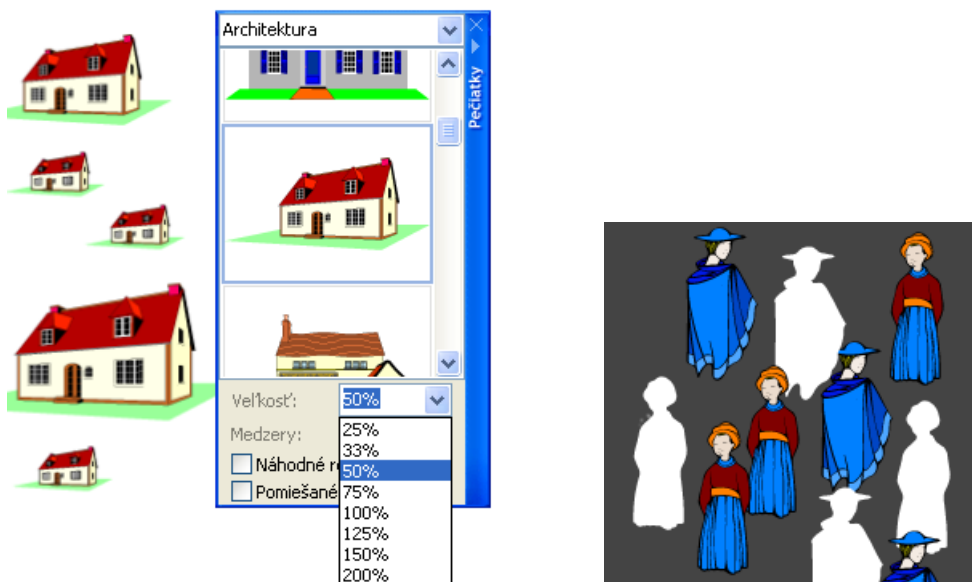 Architektura
Pečiatky
Veľkosť: 50%
Medzery:
Náhodné
Pomiešané
25%
33%
50%
75%
100%
125%
150%
200%